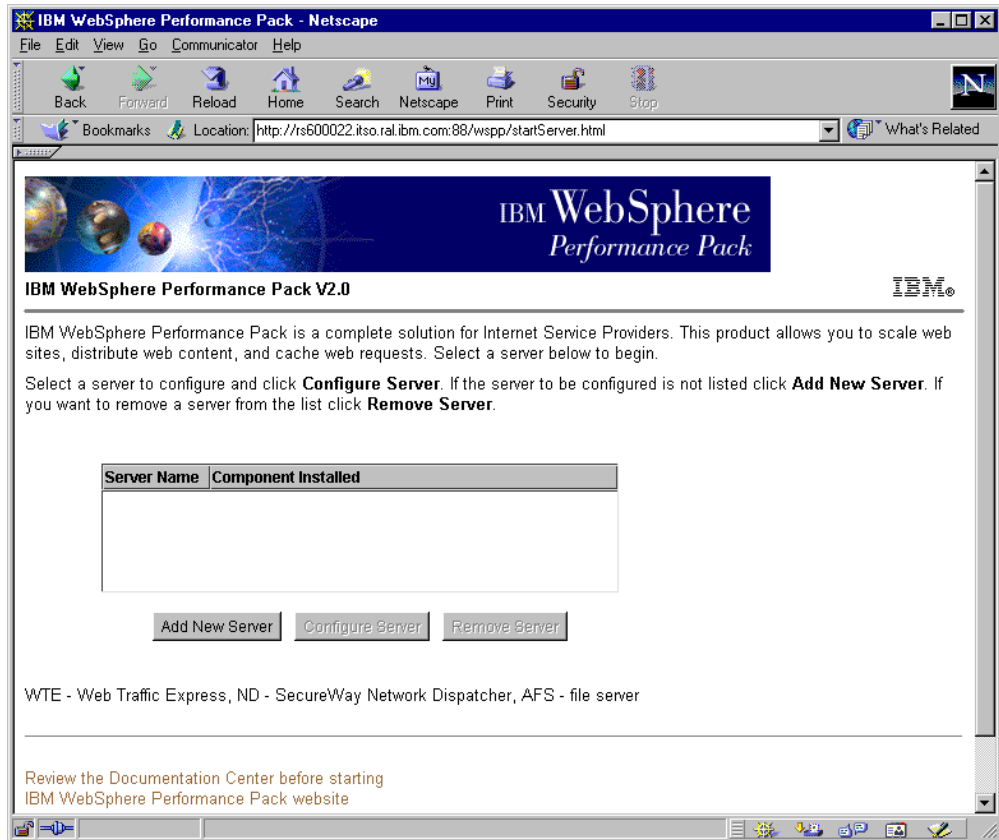 IBM WebSphere Performance Pack - Netscape
File Edit View Go Communicator Help
My
N
Back Forward Reload Home Search Netscape Print Security Stop
Bookmarks Location: http://rs600022.itso.ral.ibm.com:88/wspp/startServer.html What's Related
IBM WebSphere
Performance Pack
IBM WebSphere Performance Pack V2.0
IBM®
IBM WebSphere Performance Pack is a complete solution for Internet Service Providers. This product allows you to scale web
sites, distribute web content, and cache web requests. Select a server below to begin.
Select a server to configure and click Configure Server. If the server to be configured is not listed click Add New Server. If
you want to remove a server from the list click Remove Server.
Server Name Component Installed
Add New Server Configure Server Remove Server
WTE - Web Traffic Express, ND - SecureWay Network Dispatcher, AFS - file server
Review the Documentation Center before starting
IBM WebSphere Performance Pack website